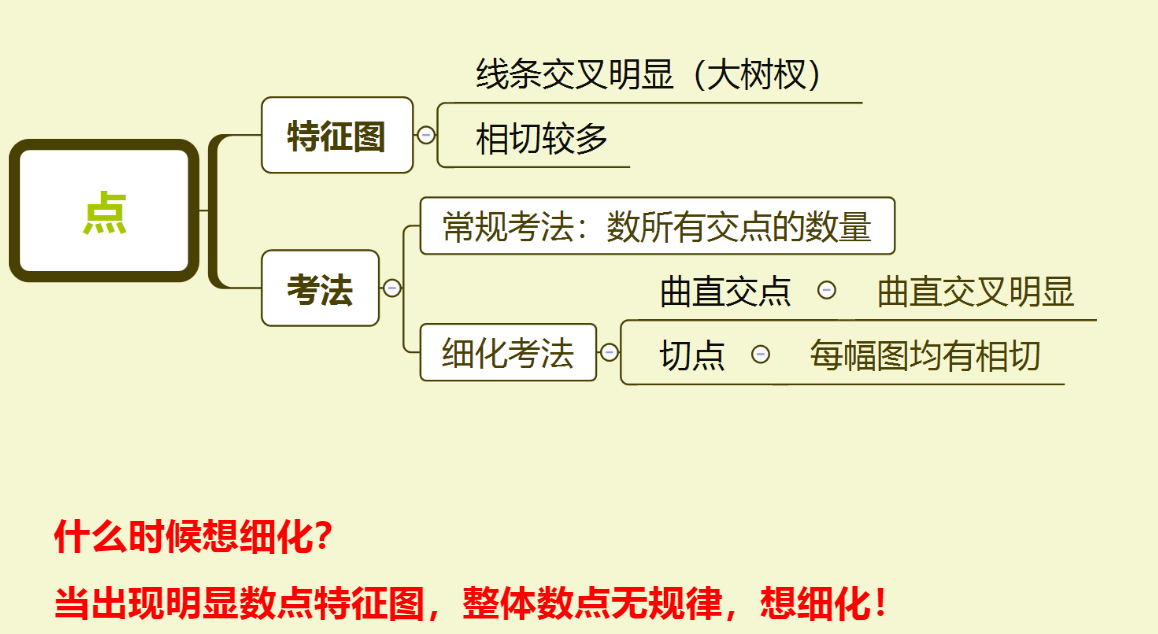 点
特征图
线条交叉明显（大树杈）
相切较多
考法
常规考法：数所有交点的数量
细化考法
曲直交点
曲直交叉明显
切点
每幅图均有相切
什么时候想细化？
当出现明显数点特征图，整体数点无规律，想细化！